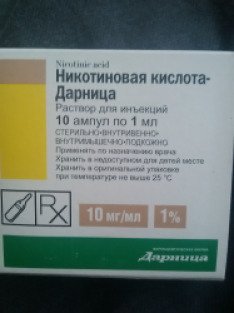 Nicotinic acid
Никотиновая кислота-
Дарница
Раствор для инъекций
10 ампул по 1 мл
СТЕРИЛЬНО•ВНУТРИВЕННО•
ВНУТРИМЫШЕЧНО•ПОДКОЖНО
Применять по назначению врача
Хранить в недоступном для детей месте
Хранить в оригинальной упаковке
при температуре не выше 25 °С
Rx
10 мг/мл 1%
Дарница